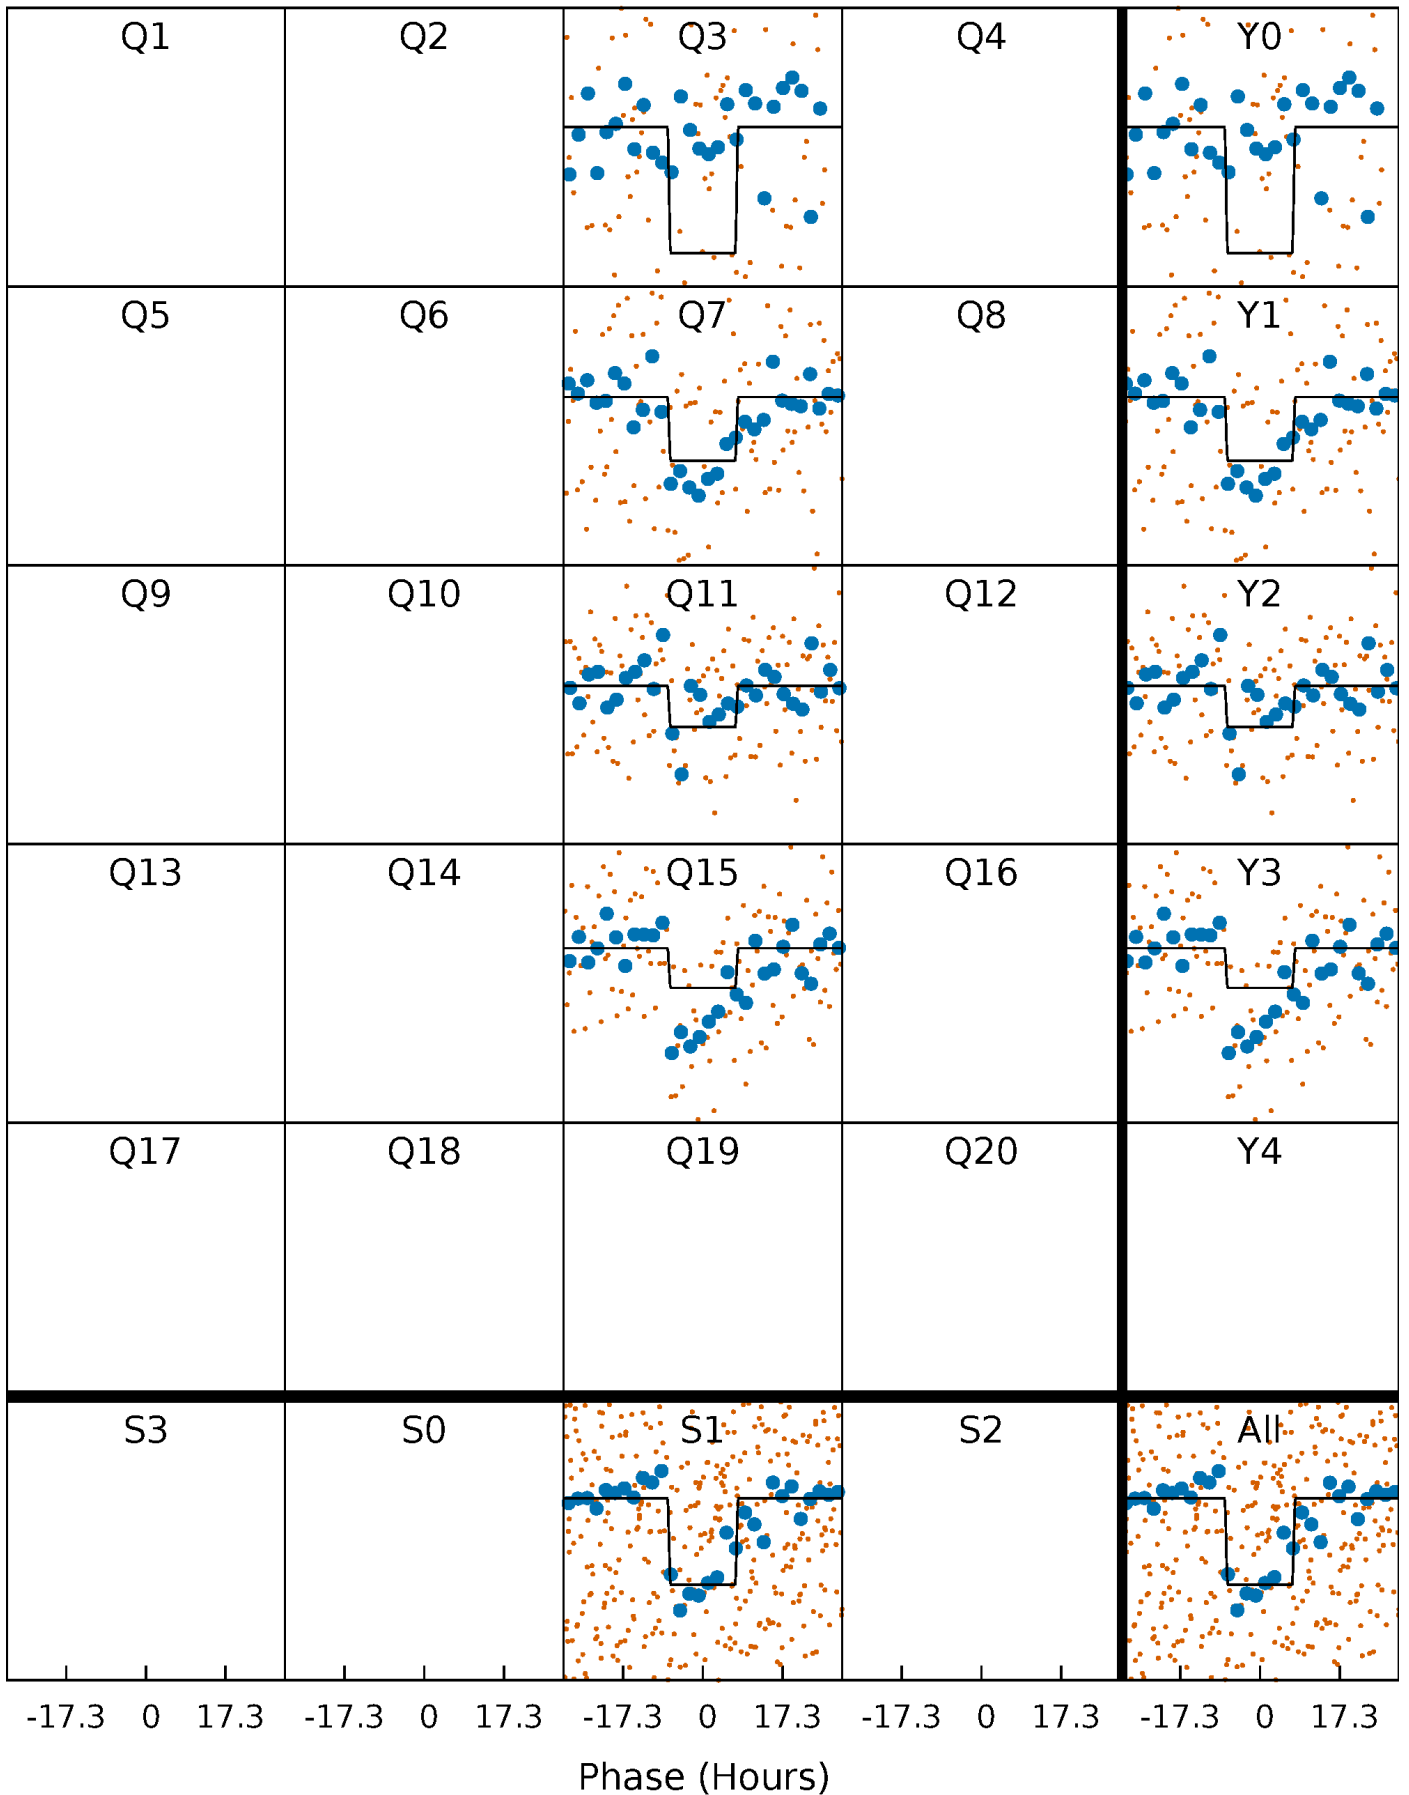 Q1 Q2 Q3 Q4 Y0
Q5 Q6 Q7 Q8 Y1
Q9 Q10 Q11 Q12 Y2
Q13 Q14 Q15 Q16 Y3
Q17 Q18 Q19 Q20 Y4
S3 S0 S1 S2 All
-17.3 0 17.3 -17.3 0 17.3 -17.3 0 17.3 -17.3 0 17.3 -17.3 0 17.3
Phase (Hours)